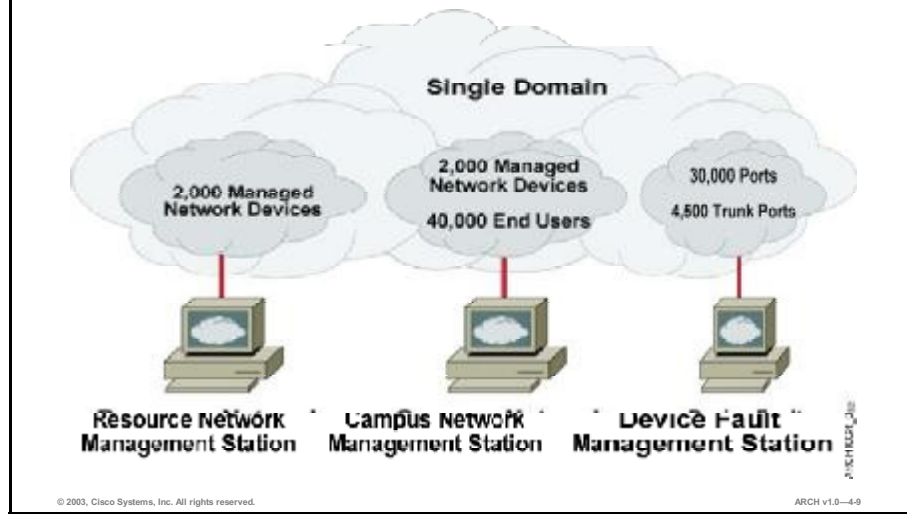 Single Domain
2,000 Managed
Network Devices
2,000 Managed
Network Devices
40,000 End Users
30,000 Ports
4,500 Trunk Ports
Resource Network
Management Station
Campus Network
Management Station
Device Fault
Management Station
© 2003, Cisco Systems, Inc. All rights reserved.
ARCH v1.0—4-9